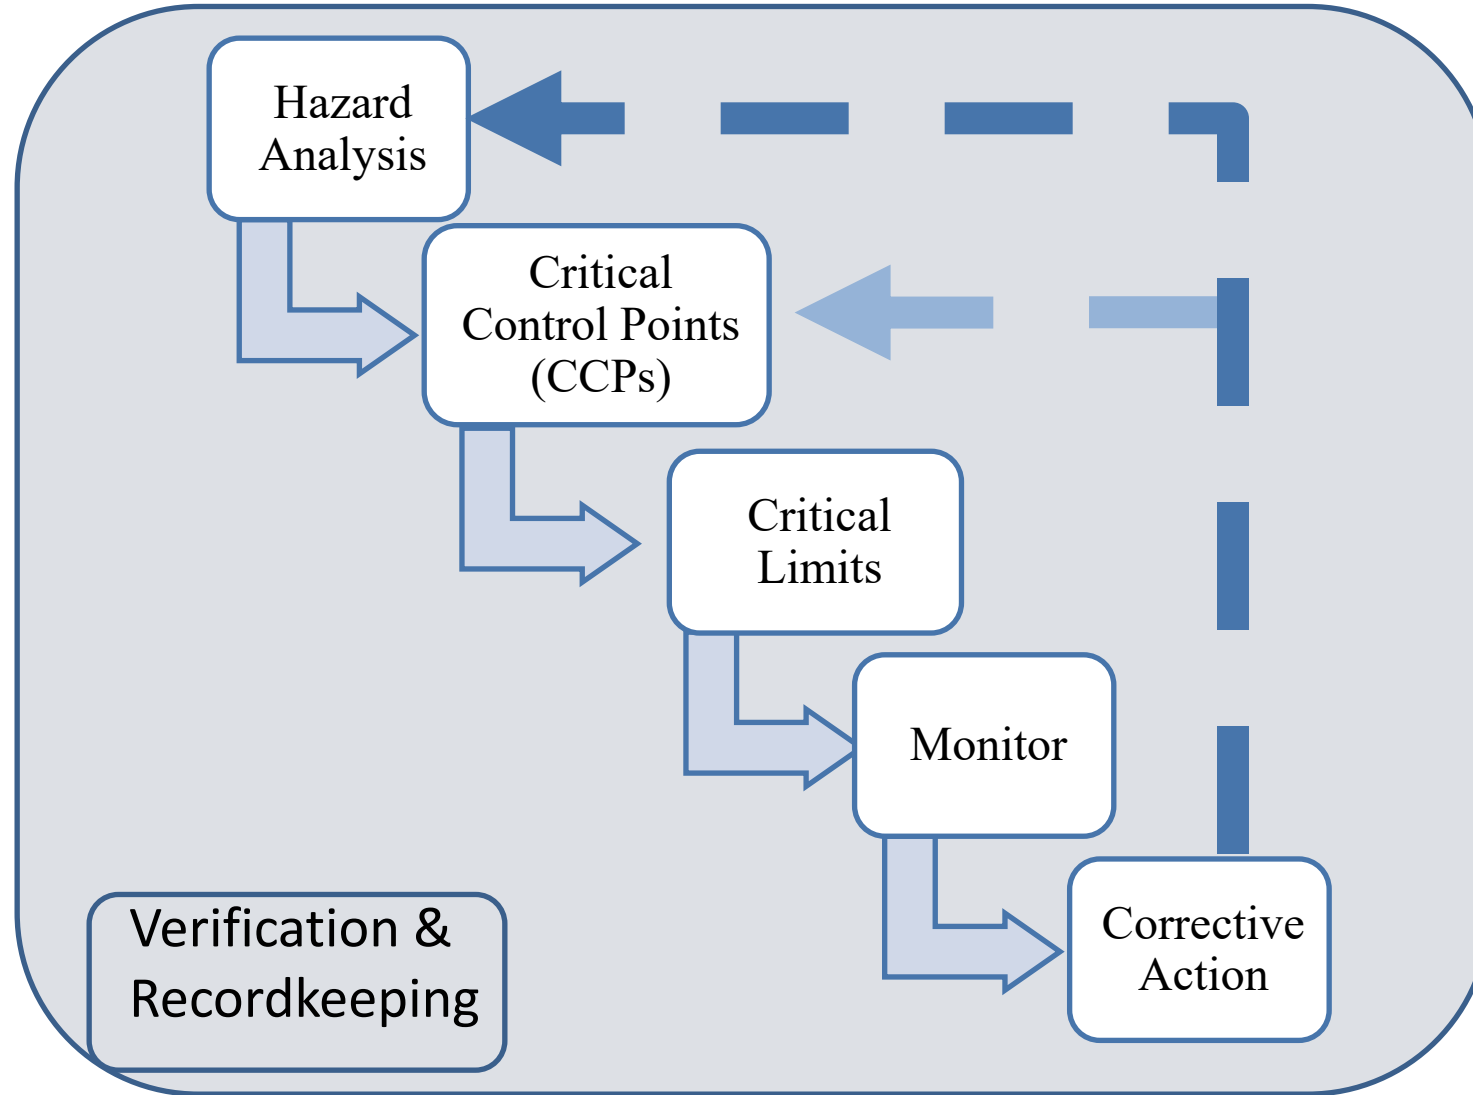 Hazard
Analysis
Critical
Control Points
(CCPs)
Critical
Limits
Monitor
Corrective
Action
Verification &
Recordkeeping